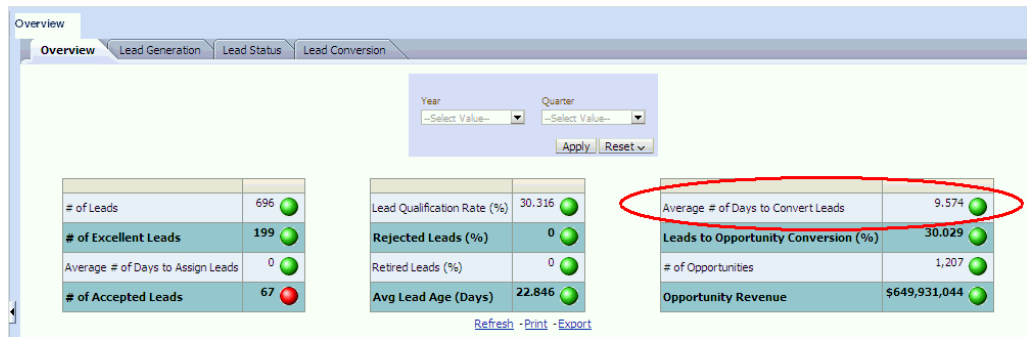 Overview
Overview Lead Generation Lead Status Lead Conversion
Year Quarter
--Select Value-- --Select Value--
Apply Reset
# of Leads 696
# of Excellent Leads 199
Average # of Days to Assign Leads 0
# of Accepted Leads 67
Lead Qualification Rate (%) 30.316
Rejected Leads (%) 0
Retired Leads (%) 0
Avg Lead Age (Days) 22.846
Average # of Days to Convert Leads 9.574
Leads to Opportunity Conversion (%) 30.029
# of Opportunities 1,207
Opportunity Revenue $649,931,044
Refresh - Print - Export